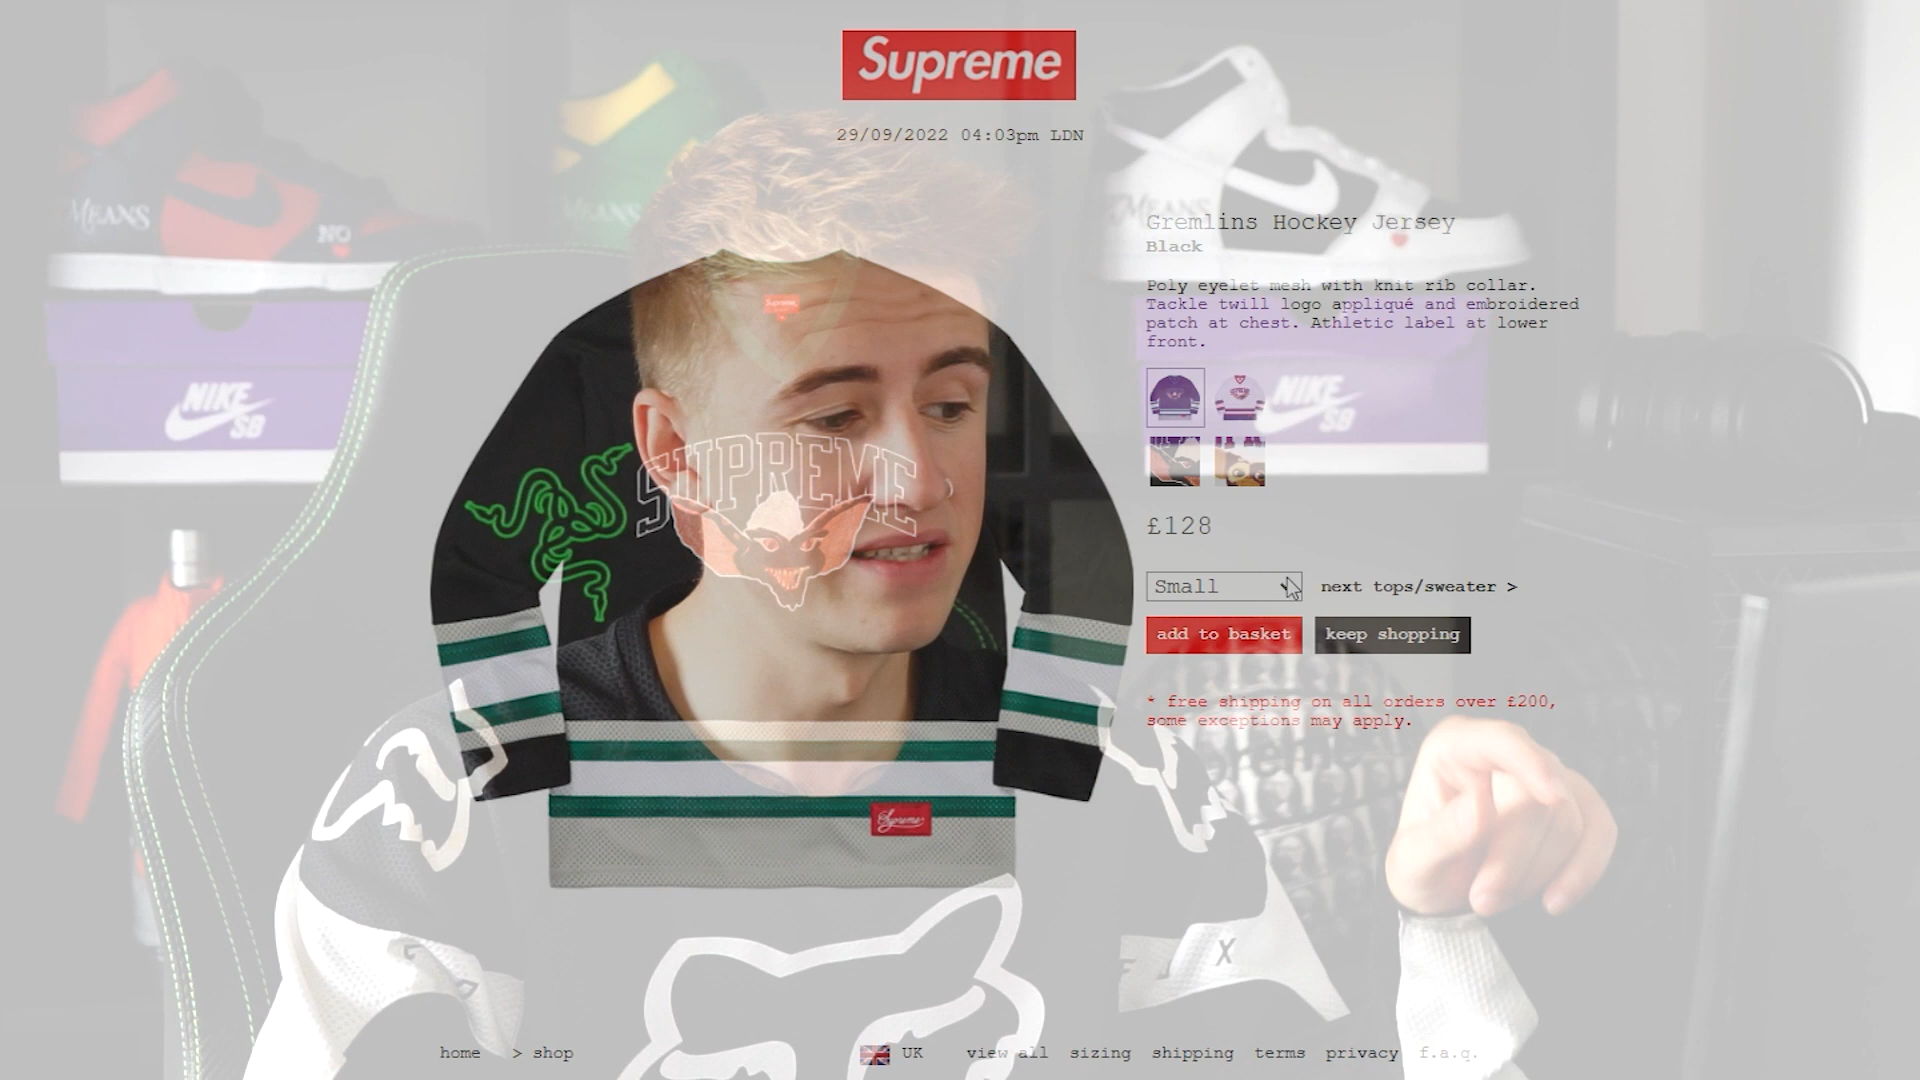 Supreme
29/09/2022 04:03pm LDN
MEANS
NO
Gremlins Hockey Jersey
Black
Poly eyelet mesh with knit rib collar.
Tackle twill logo appliqué and embroidered
patch at chest. Athletic label at lower
front.
Supreme
NIKE
SB
NIKE
SB
SUPREME
£128
Small
next tops/sweater >
add to basket
keep shopping
* free shipping on all orders over £200,
some exceptions may apply.
Supreme
F X
home > shop
UK view all sizing shipping terms privacy f.a.q.